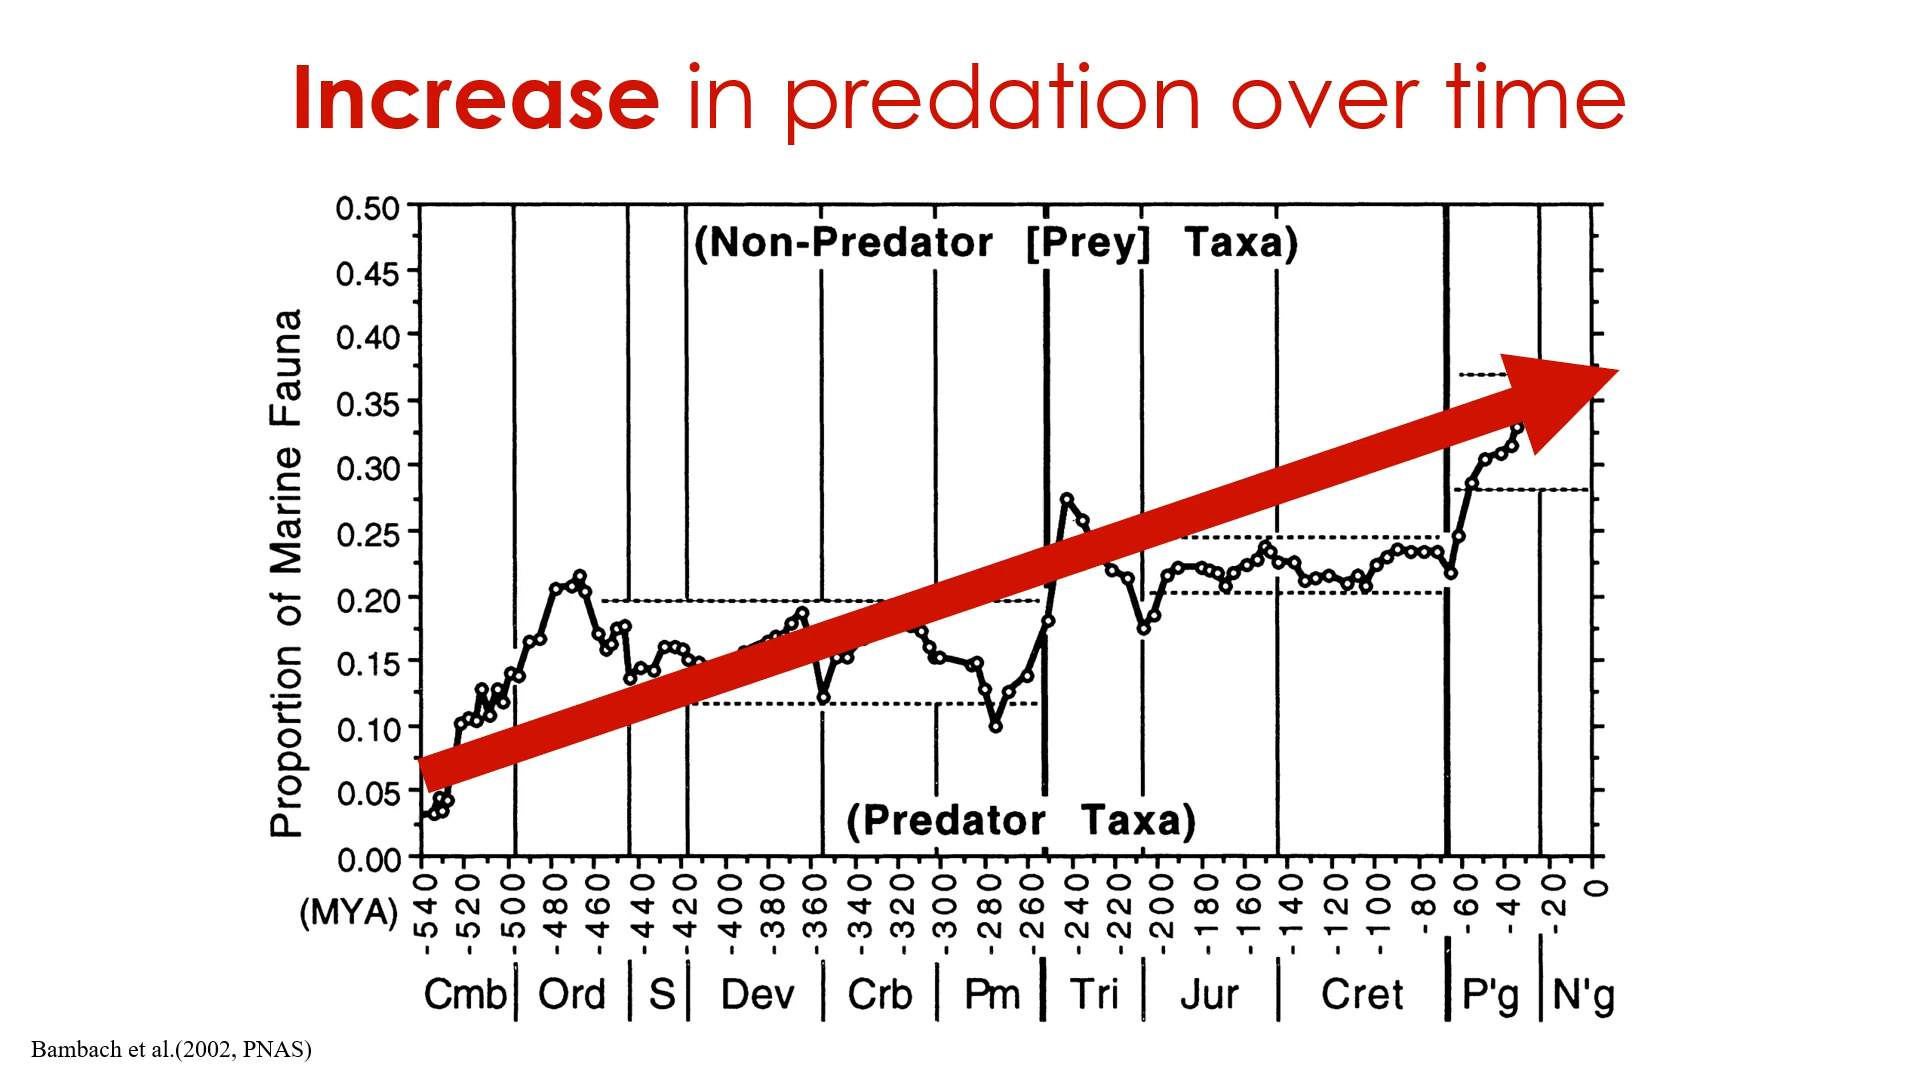 Increase in predation over time
0.50
0.45
0.40
0.35
0.30
0.25
0.20
0.15
0.10
0.05
0.00
Proportion of Marine Fauna
(Non-Predator [Prey] Taxa)
(Predator Taxa)
(MYA)
-540 -520 -500 -480 -460 -440 -420 -400 -380 -360 -340 -320 -300 -280 -260 -240 -220 -200 -180 -160 -140 -120 -100 -80 -60 -40 -20 0
Cmb Ord S Dev Crb Pm Tri Jur Cret P'g N'g
Bambach et al.(2002, PNAS)